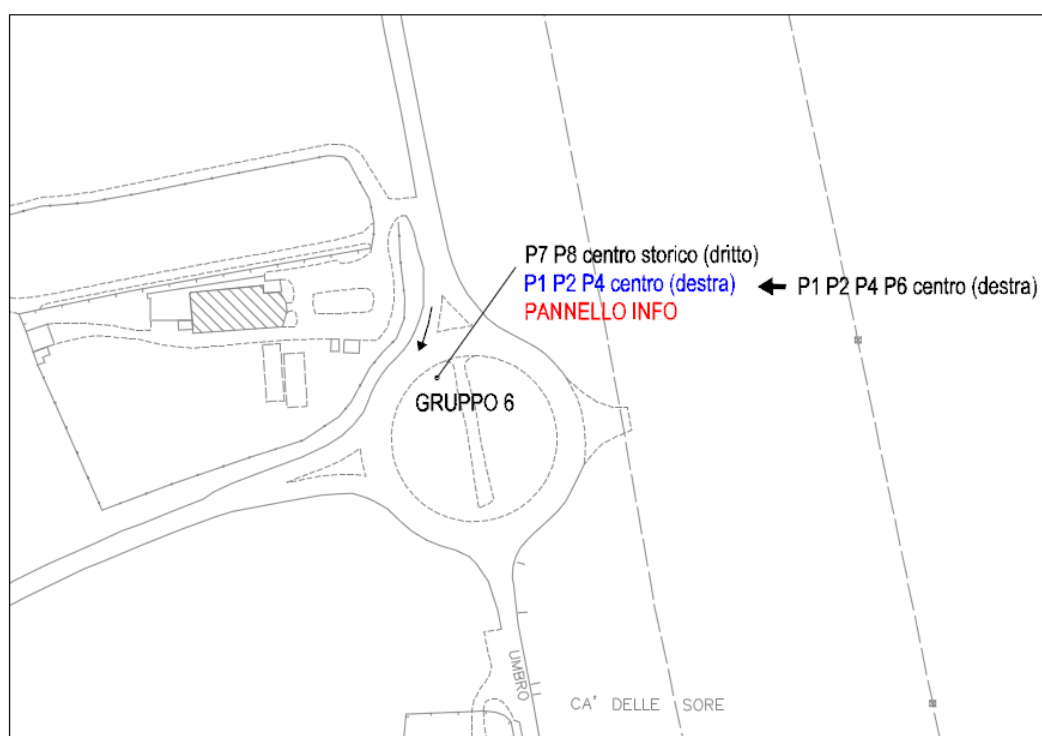 P7 P8 centro storico (dritto)
P1 P2 P4 centro (destra)
P1 P2 P4 P6 centro (destra)
PANNELLO INFO
GRUPPO 6
UMBRO
CA' DELLE SORE